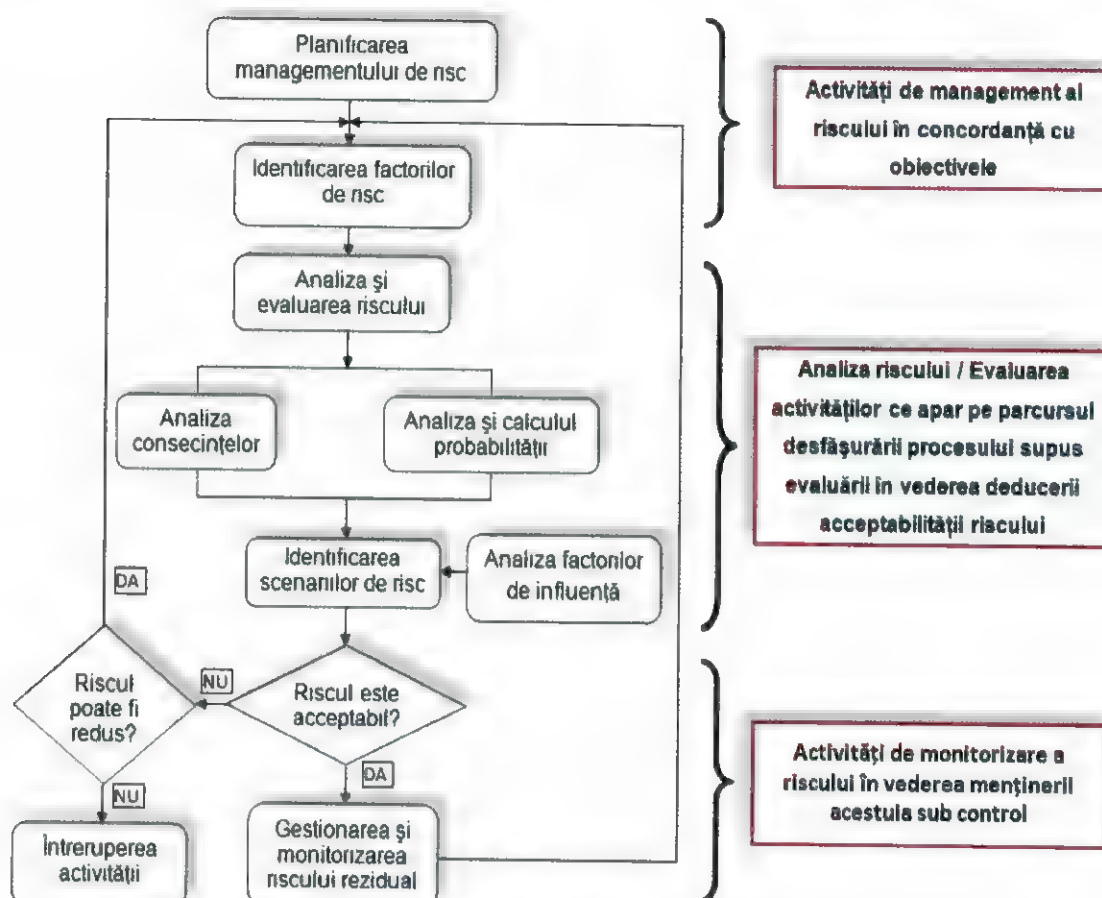 Planificarea
managementului de risc
Identificarea factorilor
de risc
Analiza şi
evaluarea riscului
Analiza
consecinţelor
Analiza şi calculul
probabilităţii
Identificarea
scenariilor de risc
Analiza factorilor
de influenţă
DA
Riscul
poate fi
redus?
NU
Riscul este
acceptabil?
NU
DA
Întreruperea
activităţii
Gestionarea şi
monitorizarea
riscului rezidual
Activităţi de management al
riscului în concordanţă cu
obiectivele
Analiza riscului / Evaluarea
activităţilor ce apar pe parcursul
desfăşurării procesului supus
evaluării în vederea deducerii
acceptabilităţii riscului
Activităţi de monitorizare a
riscului în vederea menţinerii
acestuia sub control